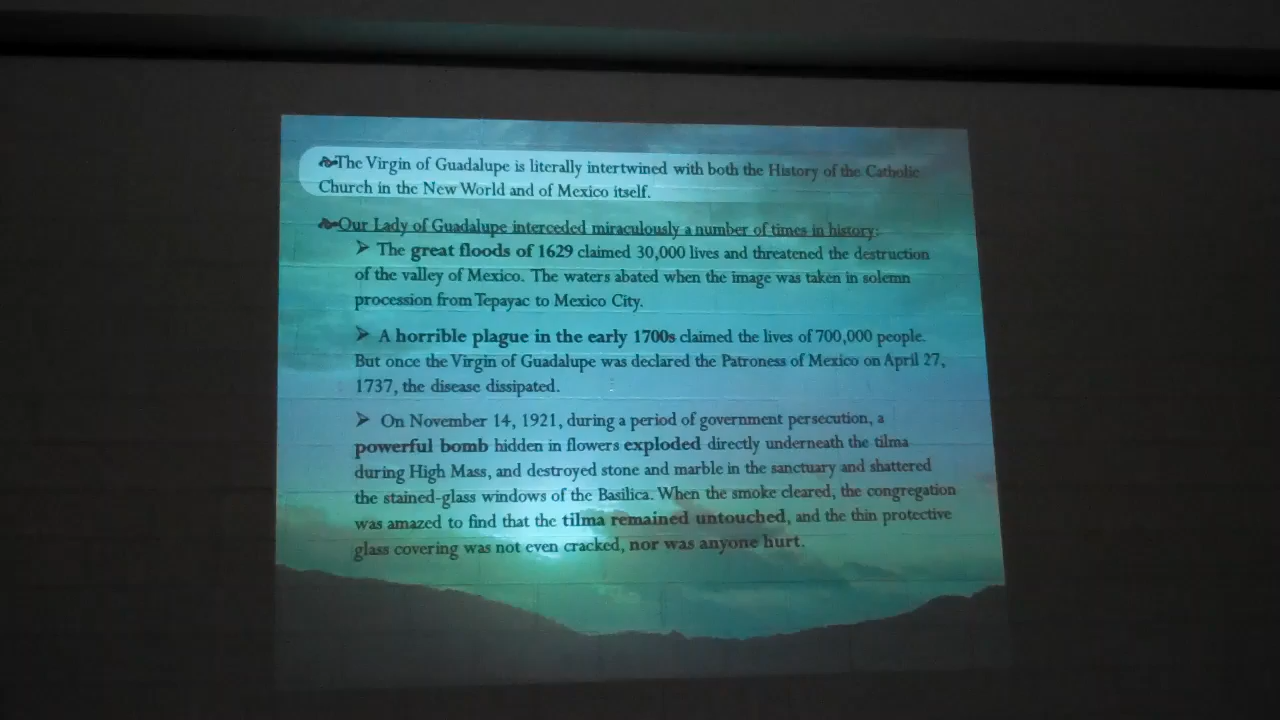 The Virgin of Guadalupe is literally intertwined with both the History of the Catholic
Church in the New World and of Mexico itself.
Our Lady of Guadalupe interceded miraculously a number of times in history:
➢ The great floods of 1629 claimed 30,000 lives and threatened the destruction
of the valley of Mexico. The waters abated when the image was taken in solemn
procession from Tepayac to Mexico City.
➢ A horrible plague in the early 1700s claimed the lives of 700,000 people.
But once the Virgin of Guadalupe was declared the Patroness of Mexico on April 27,
1737, the disease dissipated.
➢ On November 14, 1921, during a period of government persecution, a
powerful bomb hidden in flowers exploded directly underneath the tilma
during High Mass, and destroyed stone and marble in the sanctuary and shattered
the stained-glass windows of the Basilica. When the smoke cleared, the congregation
was amazed to find that the tilma remained untouched, and the thin protective
glass covering was not even cracked, nor was anyone hurt.